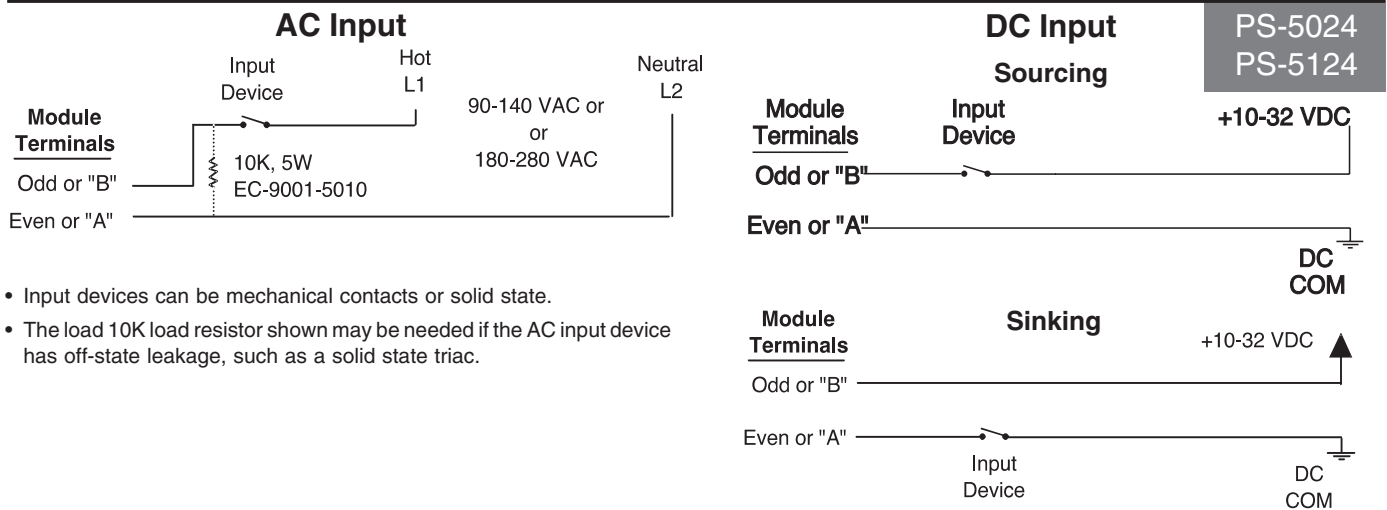 AC Input
Input
Device
Hot
L1
Neutral
L2
90-140 VAC or
or
180-280 VAC
Module
Terminals
10K, 5W
EC-9001-5010
Odd or "B"
Even or "A"
• Input devices can be mechanical contacts or solid state.
• The load 10K load resistor shown may be needed if the AC input device
has off-state leakage, such as a solid state triac.
DC Input
PS-5024
PS-5124
Sourcing
Module
Terminals
Input
Device
+10-32 VDC
Odd or "B"
Even or "A"
DC
COM
Sinking
Module
Terminals
+10-32 VDC
Odd or "B"
Even or "A"
Input
Device
DC
COM